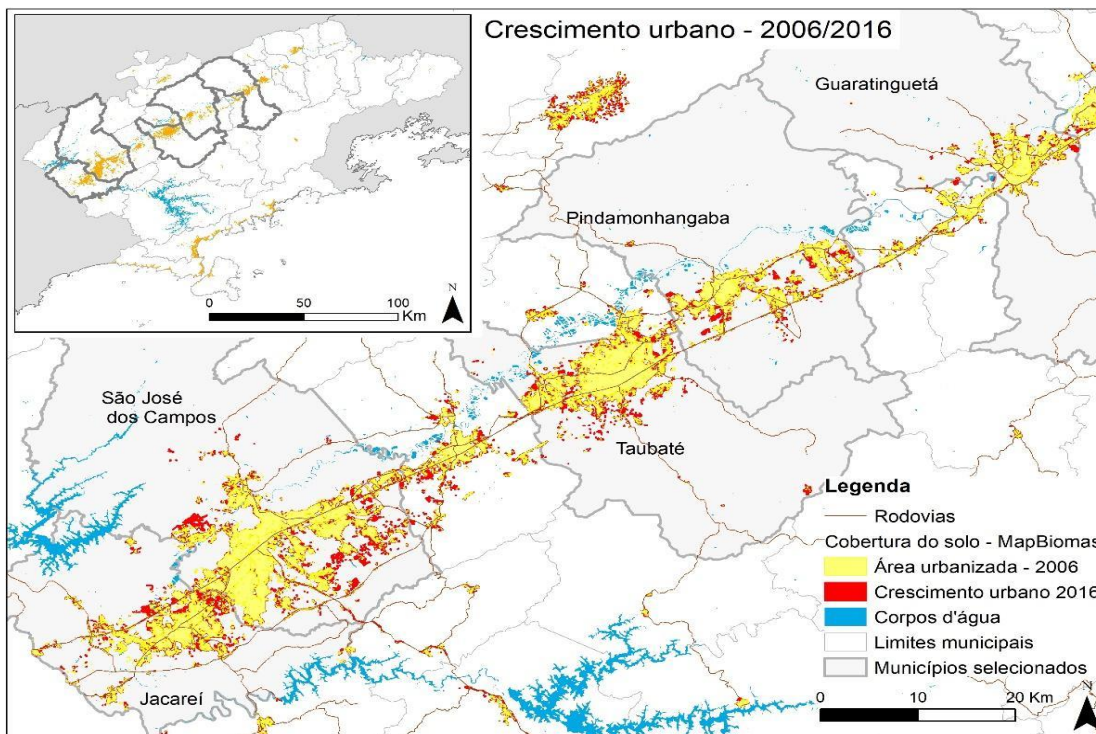 Crescimento urbano - 2006/2016
Guaratinguetá
Pindamonhangaba
N
0 50 100
Km
São José
dos Campos
Taubaté
Jacareí
Legenda
Rodovias
Cobertura do solo - MapBiomas
Área urbanizada - 2006
Crescimento urbano 2016
Corpos d'água
Limites municipais
Municípios selecionados
N
0 10 20 Km